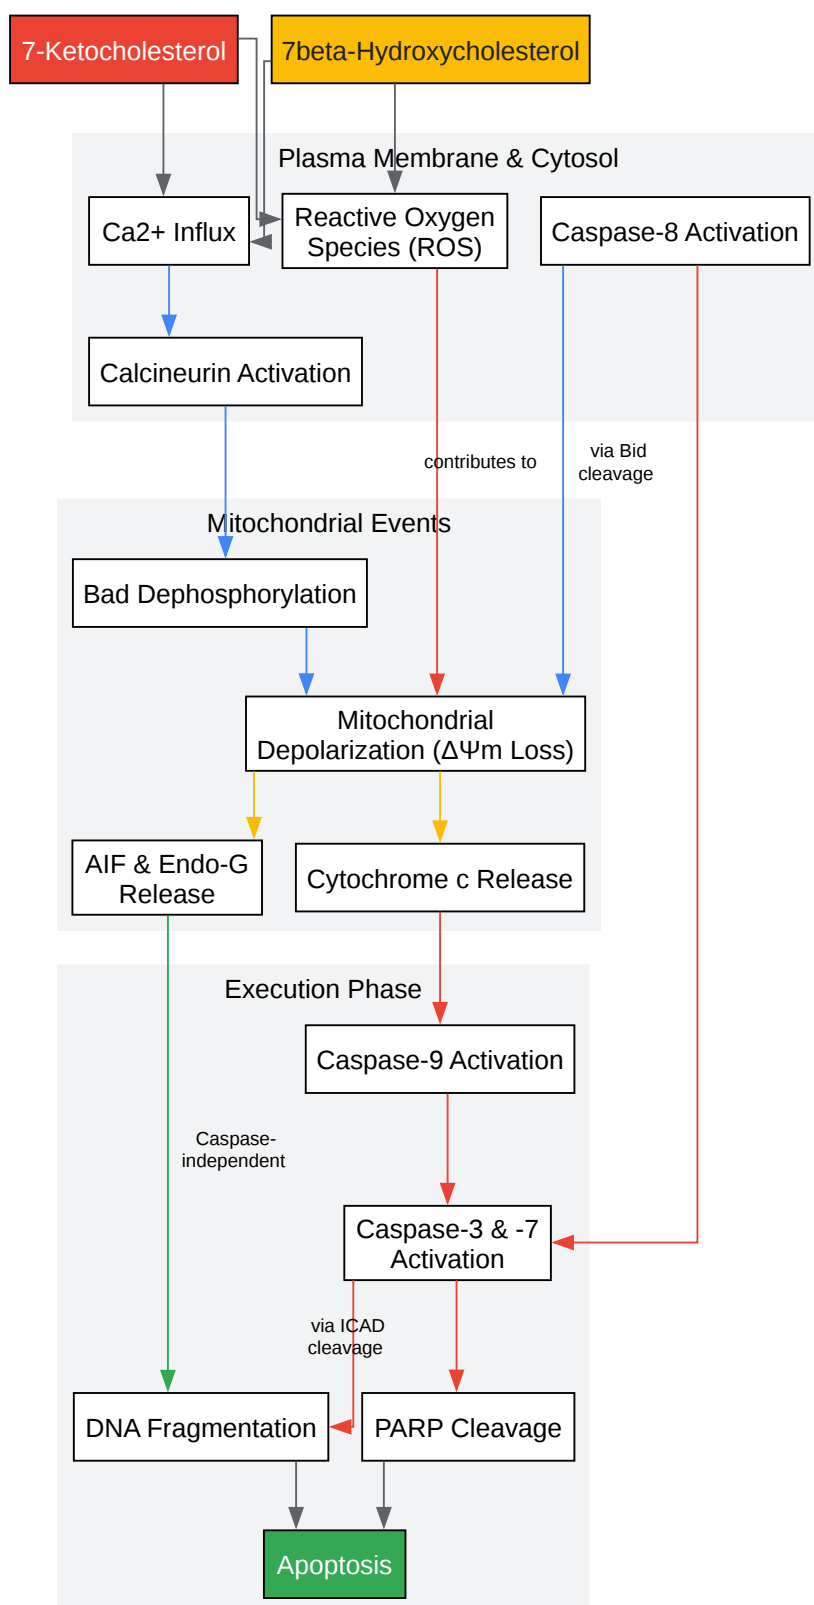 7-Ketocholesterol
7beta-Hydroxycholesterol
Plasma Membrane & Cytosol
Ca2+ Influx
Reactive Oxygen
Species (ROS)
Caspase-8 Activation
Calcineurin Activation
contributes to
via Bid
cleavage
Mitochondrial Events
Bad Dephosphorylation
Mitochondrial
Depolarization (ΔΨm Loss)
AIF & Endo-G
Release
Cytochrome c Release
Execution Phase
Caspase-9 Activation
Caspase-
independent
Caspase-3 & -7
Activation
via ICAD
cleavage
DNA Fragmentation
PARP Cleavage
Apoptosis